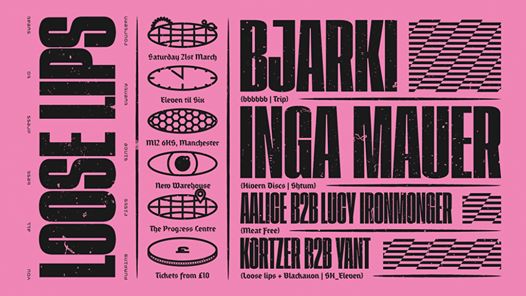 LOOSE LIPS
Saturday 21st March
Eleven til Six
M12 6HS, Manchester
New Warehouse
The Progress Centre
Tickets from £10
BJARKI
(bbbbbb | Trip)
INGA MAUER
(Hivern Discs | Shtum)
AALICE B2B LUCY IRONMONGER
(Meat Free)
KORTZER B2B YANT
(Loose lips + Blackaxon | SK_Eleven)